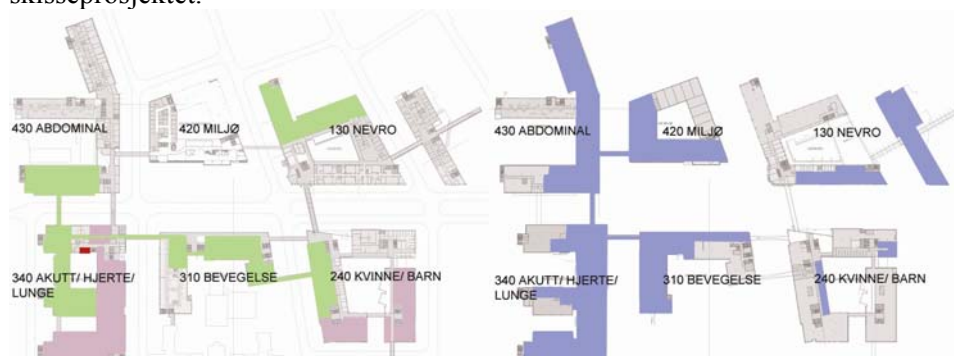 skisseprosjektet.
430 ABDOMINAL
420 MILJØ
130 NEVRO
340 AKUTT/ HJERTE/
LUNGE
310 BEVEGELSE
240 KVINNE/ BARN
430 ABDOMINAL
420 MILJØ
130 NEVRO
340 AKUTT/ HJERTE/
LUNGE
310 BEVEGELSE
240 KVINNE/ BARN